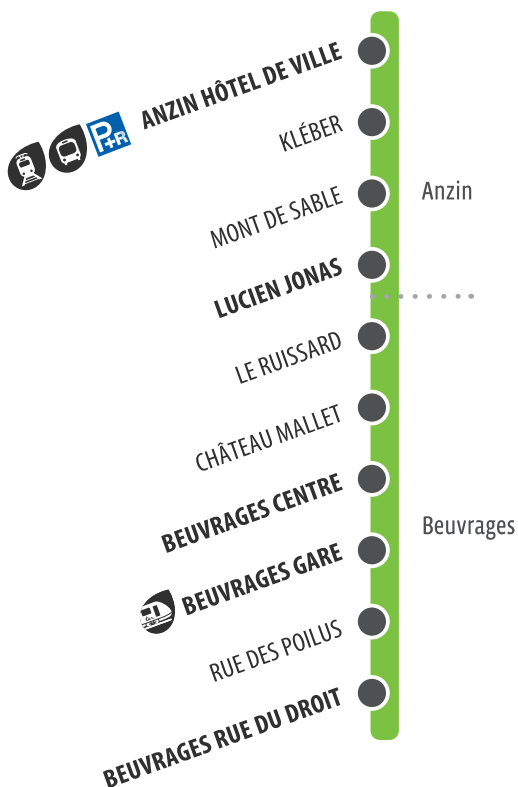 P+R ANZIN HÔTEL DE VILLE
KLÉBER
MONT DE SABLE
Anzin
LUCIEN JONAS
LE RUISSARD
CHÂTEAU MALLET
BEUVRAGES CENTRE
Beuvrages
BEUVRAGES GARE
RUE DES POILUS
BEUVRAGES RUE DU DROIT